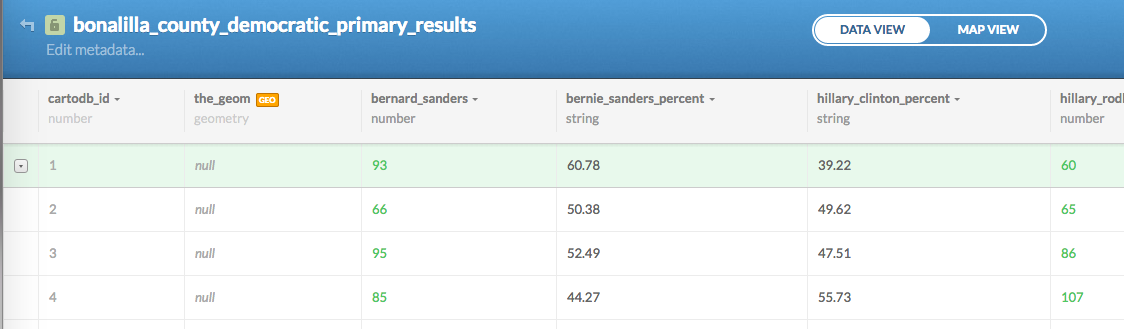 bonalilla_county_democratic_primary_results
Edit metadata...
DATA VIEW MAP VIEW
cartodb_id the_geom GEO bernard_sanders bernie_sanders_percent hillary_clinton_percent hillary_rodh
number geometry number string string number
1 null 93 60.78 39.22 60
2 null 66 50.38 49.62 65
3 null 95 52.49 47.51 86
4 null 85 44.27 55.73 107